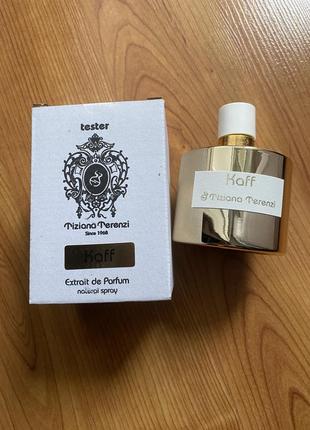 tester
Tiziana Terenzi
Since 1968
Kaff
Extrait de Parfum
natural spray
Kaff
Tiziana Terenzi